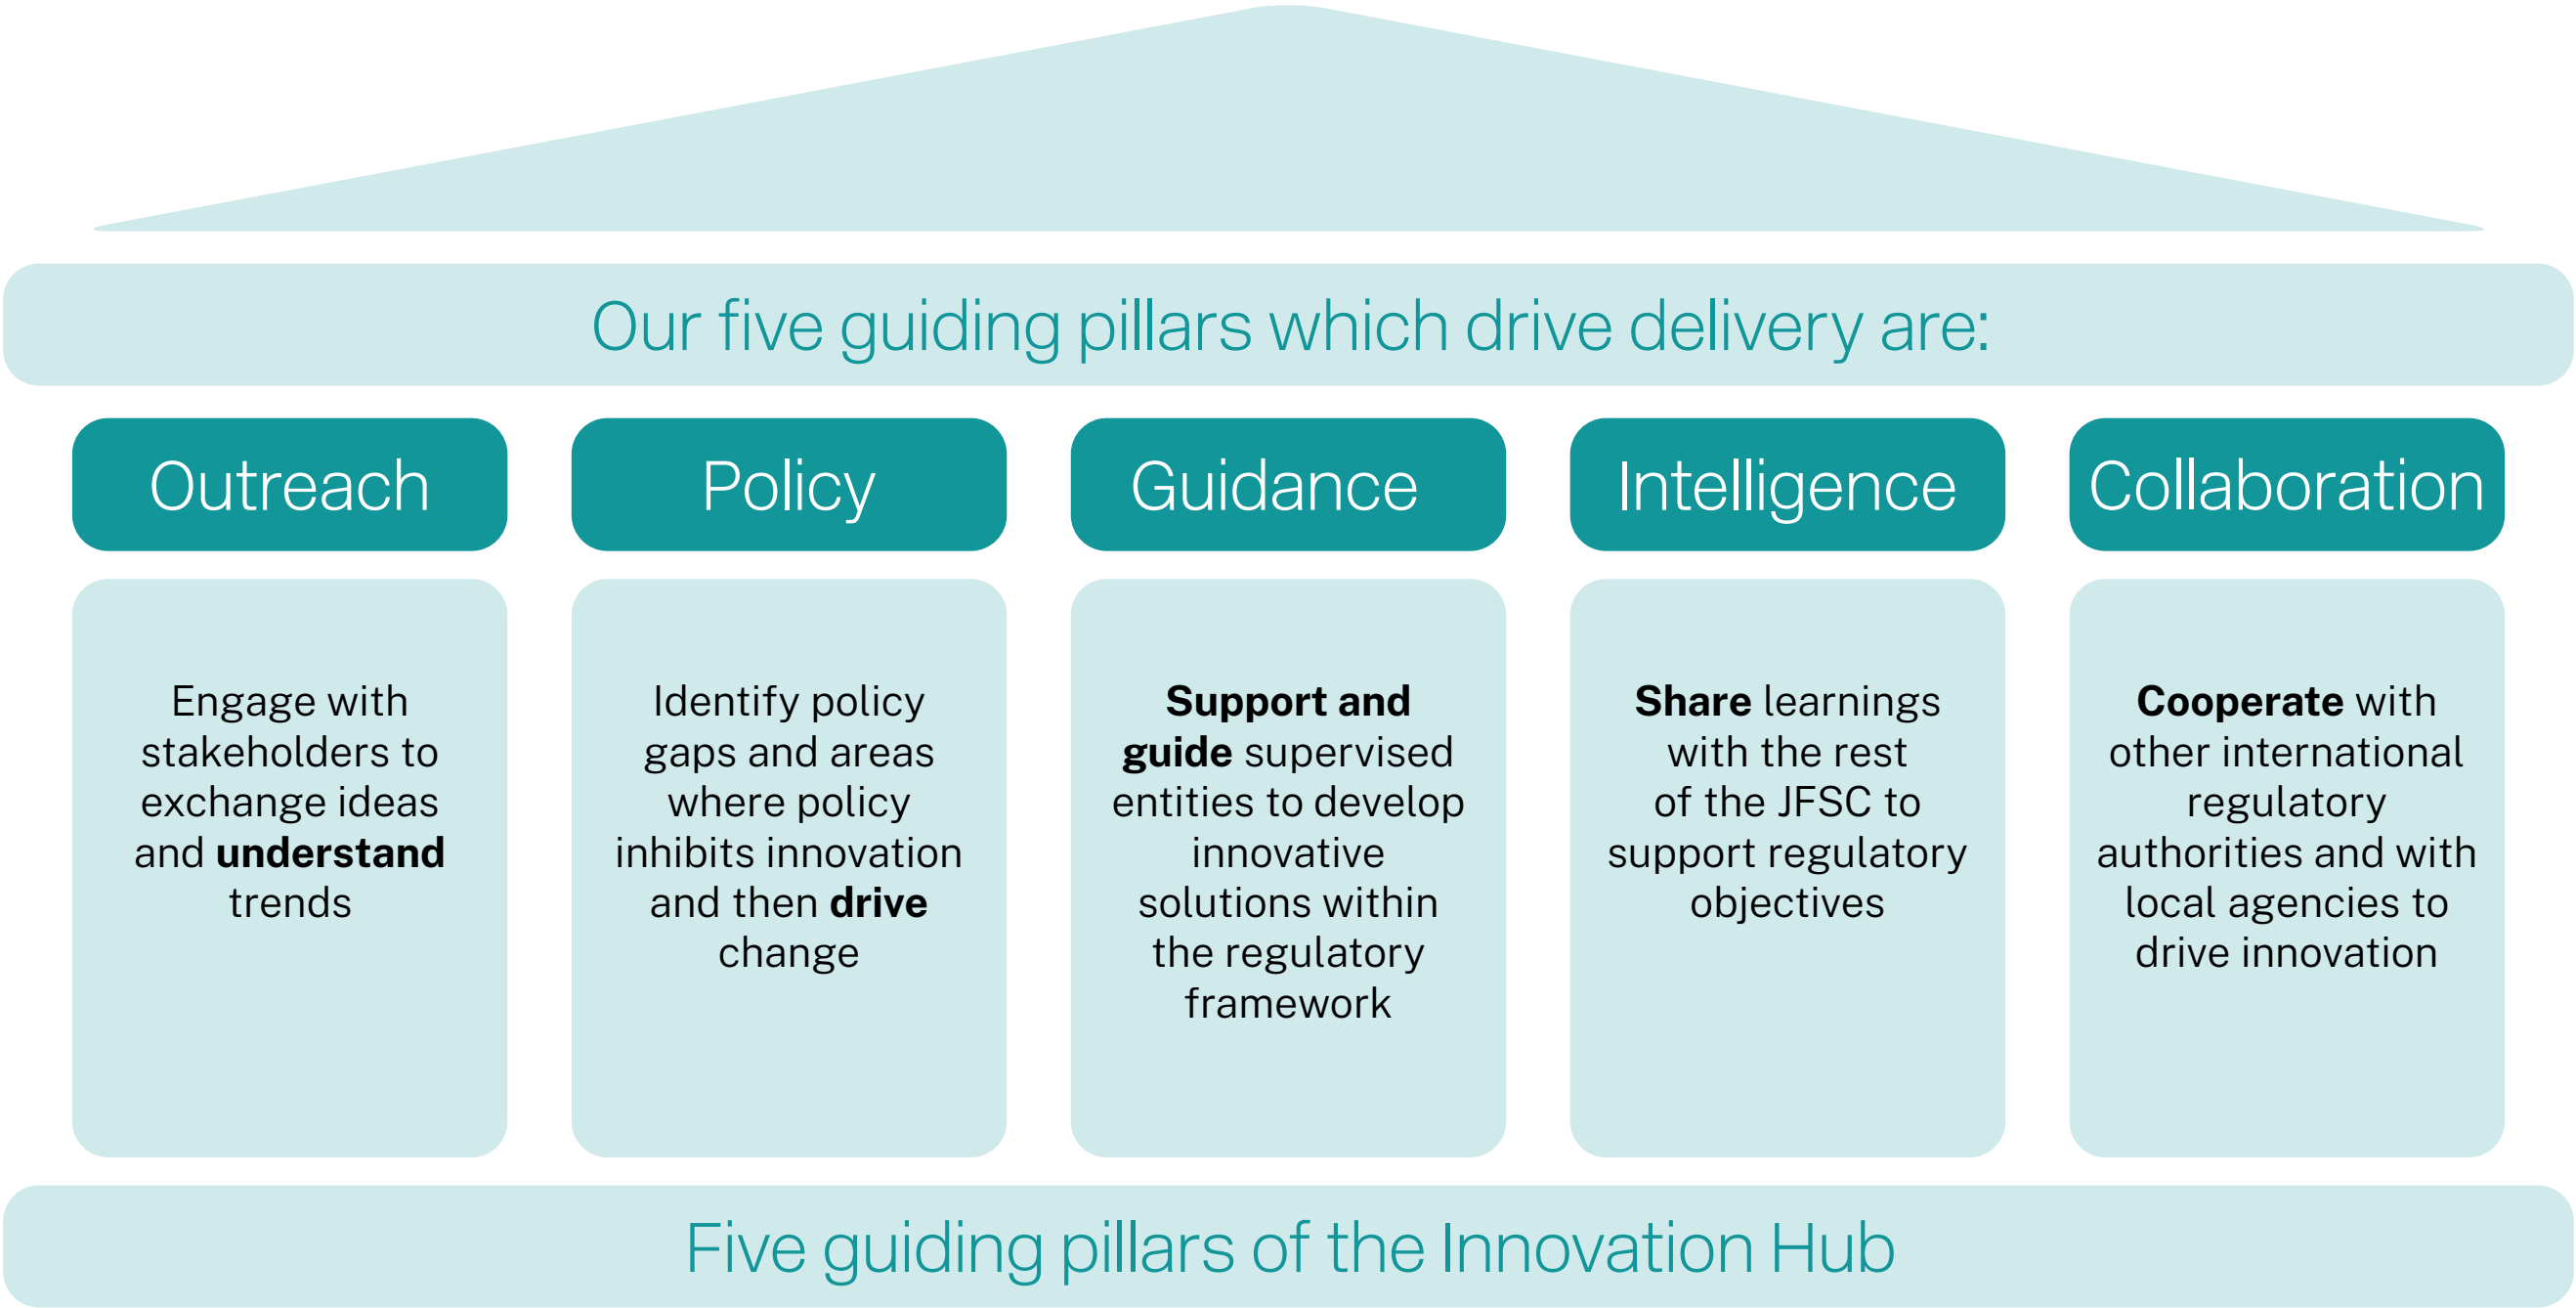 Our five guiding pillars which drive delivery are:
Outreach
Engage with
stakeholders to
exchange ideas
and understand
trends
Policy
Identify policy
gaps and areas
where policy
inhibits innovation
and then drive
change
Guidance
Support and
guide supervised
entities to develop
innovative
solutions within
the regulatory
framework
Intelligence
Share learnings
with the rest
of the JFSC to
support regulatory
objectives
Collaboration
Cooperate with
other international
regulatory
authorities and with
local agencies to
drive innovation
Five guiding pillars of the Innovation Hub